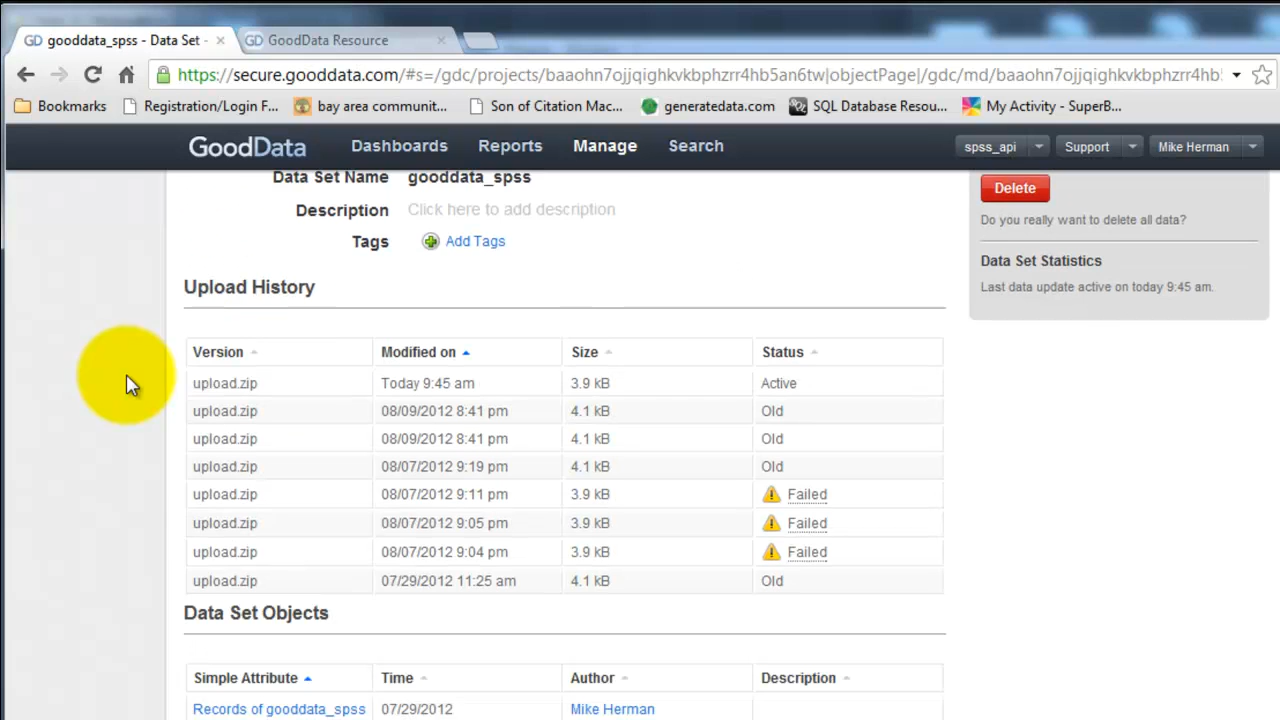 GD gooddata_spss - Data Set - × GD GoodData Resource ×
https://secure.gooddata.com/#s=/gdc/projects/baaohn7ojjqighkvkbphzrr4hb5an6tw|objectPage|/gdc/md/baaohn7ojjqighkvkbphzrr4hb!
Bookmarks Registration/Login F... bay area communit... Son of Citation Mac... generatedata.com SQL Database Resou... My Activity - SuperB...
GoodData Dashboards Reports Manage Search spss_api Support Mike Herman
Data Set Name gooddata_spss
Delete
Description Click here to add description
Do you really want to delete all data?
Tags Add Tags
Data Set Statistics
Upload History
Last data update active on today 9:45 am.
Version Modified on Size Status
upload.zip Today 9:45 am 3.9 kB Active
upload.zip 08/09/2012 8:41 pm 4.1 kB Old
upload.zip 08/09/2012 8:41 pm 4.1 kB Old
upload.zip 08/07/2012 9:19 pm 4.1 kB Old
upload.zip 08/07/2012 9:11 pm 3.9 kB Failed
upload.zip 08/07/2012 9:05 pm 3.9 kB Failed
upload.zip 08/07/2012 9:04 pm 3.9 kB Failed
upload.zip 07/29/2012 11:25 am 4.1 kB Old
Data Set Objects
Simple Attribute Time Author Description
Records of gooddata_spss 07/29/2012 Mike Herman